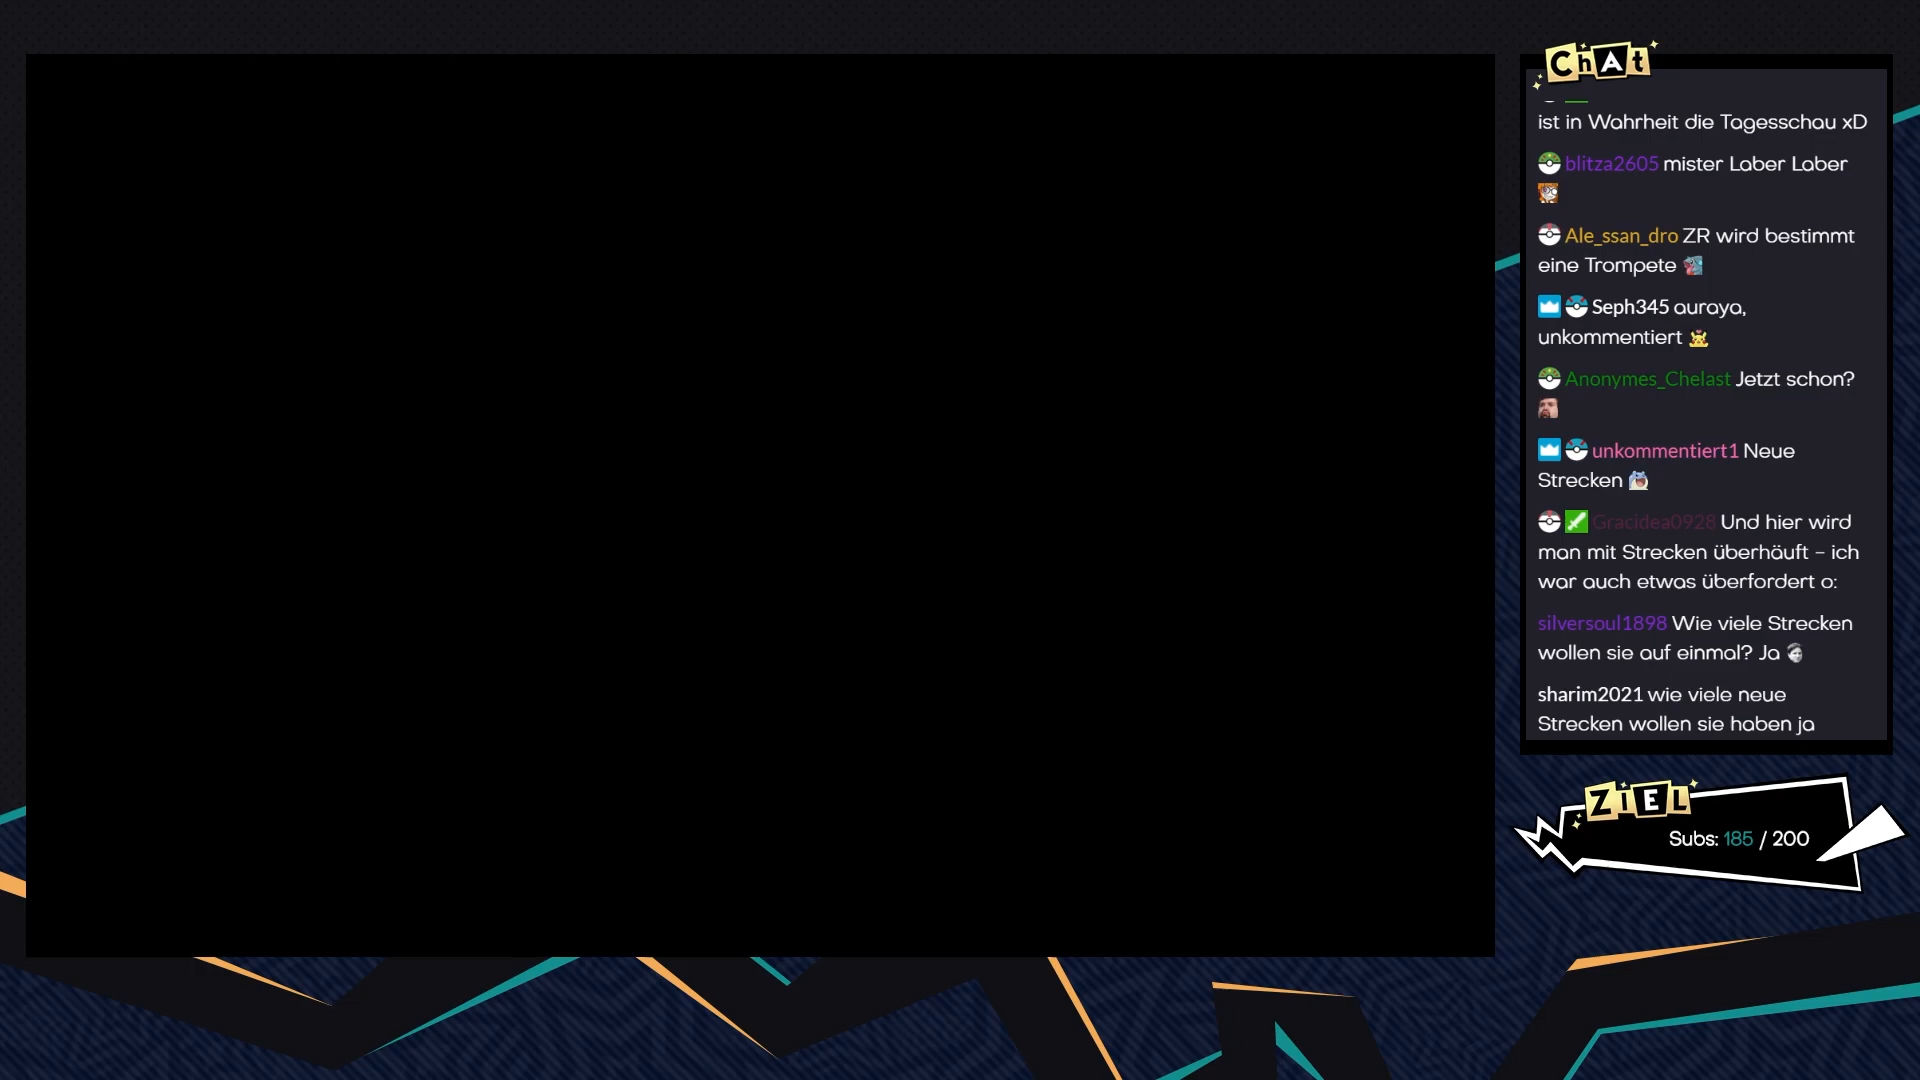 ChAt
ist in Wahrheit die Tagesschau xD
blitza2605 mister Laber Laber
Ale_ssan_dro ZR wird bestimmt
eine Trompete
Seph345 auraya,
unkommentiert
Anonymes_Chelast Jetzt schon?
unkommentiert1 Neue
Strecken
Gracidea0928 Und hier wird
man mit Strecken überhäuft – ich
war auch etwas überfordert o:
silversoul1898 Wie viele Strecken
wollen sie auf einmal? Ja
sharim2021 wie viele neue
Strecken wollen sie haben ja
ZiEL
Subs: 185 / 200